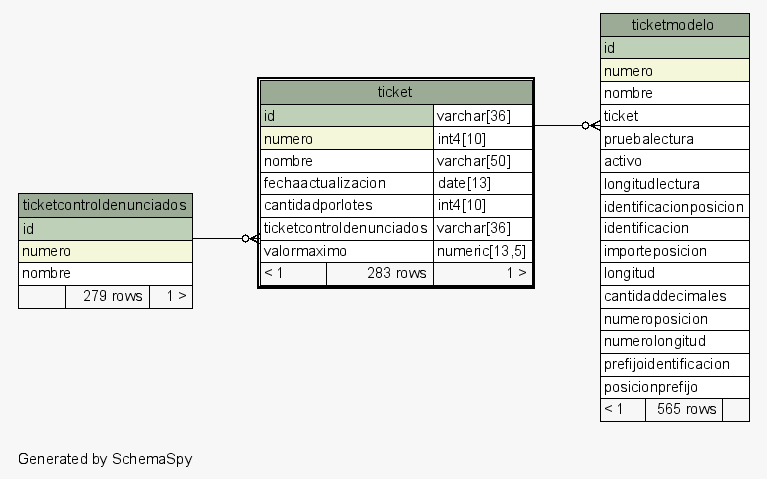 ticketcontroldenunciados
id
numero
nombre
279 rows 1 >
ticket
id varchar[36]
numero int4[10]
nombre varchar[50]
fechaactualizacion date[13]
cantidadporlotes int4[10]
ticketcontroldenunciados varchar[36]
valormaximo numeric[13,5]
< 1 283 rows 1 >
ticketmodelo
id
numero
nombre
ticket
pruebalectura
activo
longitudlectura
identificacionposicion
identificacion
importeposicion
longitud
cantidaddecimales
numeroposicion
numerolongitud
prefijoidentificacion
posicionprefijo
< 1 565 rows
Generated by SchemaSpy